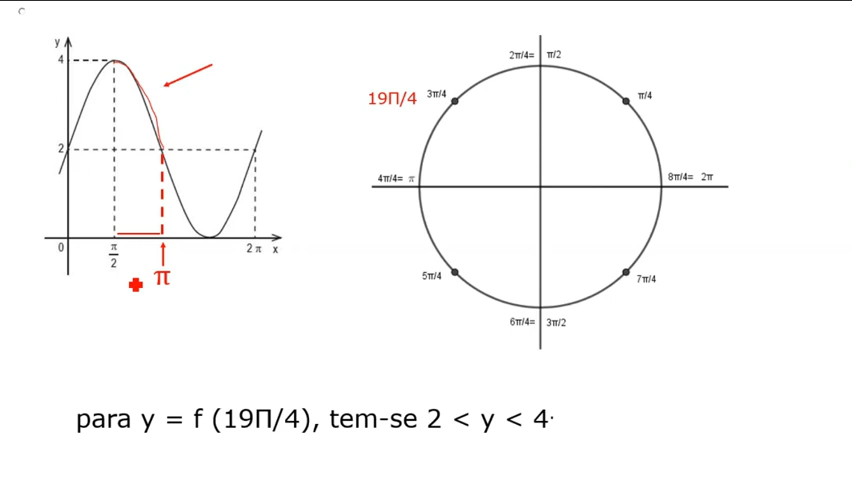 y
4
2
0
π
2
π
2 π
x
2π/4=
π/2
19Π/4
3π/4
π/4
4π/4= π
8π/4= 2π
5π/4
7π/4
6π/4=
3π/2
para y = f (19Π/4), tem-se 2 < y < 4